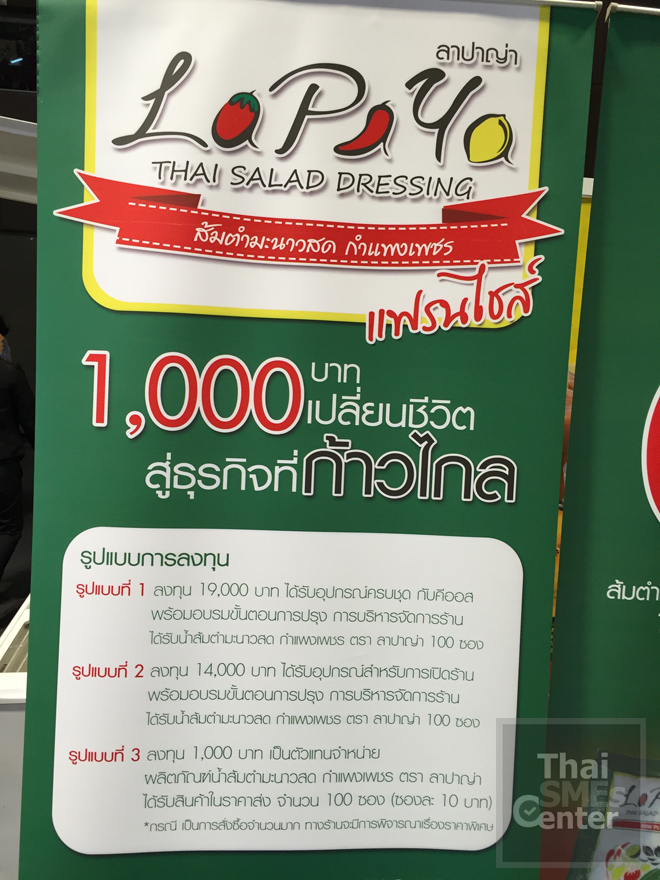 ลาปาญ่า
LaPaYa
THAI SALAD DRESSING
ส้มตำมะนาวสด กำแพงเพชร
แฟรนไชส์
1,000 บาท
เปลี่ยนชีวิต
สู่ธุรกิจที่ก้าวไกล
รูปแบบการลงทุน
รูปแบบที่ 1 ลงทุน 19,000 บาท ได้รับอุปกรณ์ครบชุด กับคีออส
พร้อมอบรมขั้นตอนการปรุง การบริหารจัดการร้าน
ได้รับน้ำส้มตำมะนาวสด กำแพงเพชร ตรา ลาปาญ่า 100 ซอง
รูปแบบที่ 2 ลงทุน 14,000 บาท ได้รับอุปกรณ์สำหรับการเปิดร้าน
พร้อมอบรมขั้นตอนการปรุง การบริหารจัดการร้าน
ได้รับน้ำส้มตำมะนาวสด กำแพงเพชร ตรา ลาปาญ่า 100 ซอง
รูปแบบที่ 3 ลงทุน 1,000 บาท เป็นตัวแทนจำหน่าย
ผลิตภัณฑ์น้ำส้มตำมะนาวสด กำแพงเพชร ตรา ลาปาญ่า
ได้รับสินค้าในราคาส่ง จำนวน 100 ซอง (ซองละ 10 บาท)
*กรณี เป็นการสั่งซื้อจำนวนมาก ทางร้านจะมีการพิจารณาเรื่องราคาพิเศษ
ส้มตำ
Thai
SMEs
Center